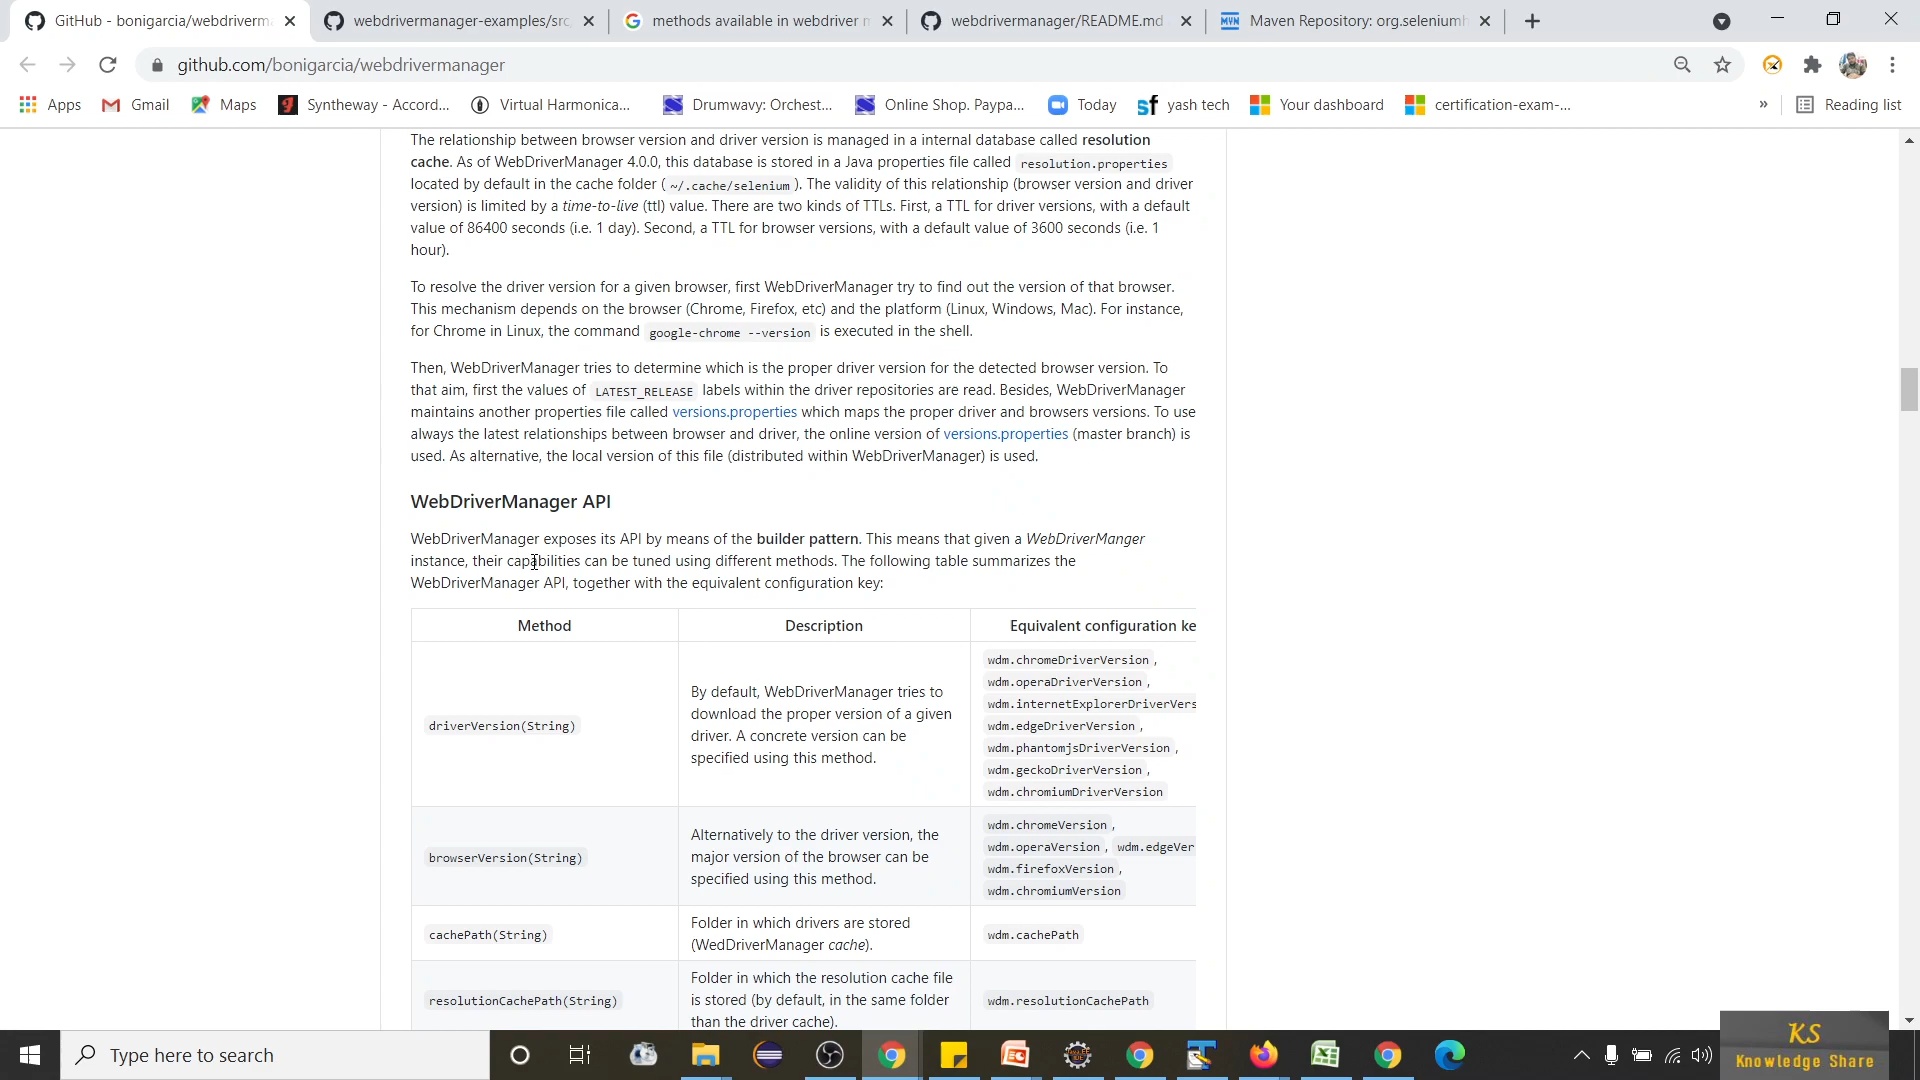 GitHub - bonigarcia/webdriverm
webdrivermanager-examples/src
methods available in webdriver m
webdrivermanager/README.md
MVN
Maven Repository: org.seleniumh
github.com/bonigarcia/webdrivermanager
Apps
Gmail
Maps
Syntheway - Accord...
Virtual Harmonica...
Drumwavy: Orchest...
Online Shop. Paypa...
Today
yash tech
Your dashboard
certification-exam-...
»
Reading list
The relationship between browser version and driver version is managed in a internal database called resolution
cache. As of WebDriverManager 4.0.0, this database is stored in a Java properties file called resolution.properties
located by default in the cache folder ( ~/.cache/selenium ). The validity of this relationship (browser version and driver
version) is limited by a time-to-live (ttl) value. There are two kinds of TTLs. First, a TTL for driver versions, with a default
value of 86400 seconds (i.e. 1 day). Second, a TTL for browser versions, with a default value of 3600 seconds (i.e. 1
hour).
To resolve the driver version for a given browser, first WebDriverManager try to find out the version of that browser.
This mechanism depends on the browser (Chrome, Firefox, etc) and the platform (Linux, Windows, Mac). For instance,
for Chrome in Linux, the command google-chrome --version is executed in the shell.
Then, WebDriverManager tries to determine which is the proper driver version for the detected browser version. To
that aim, first the values of LATEST_RELEASE labels within the driver repositories are read. Besides, WebDriverManager
maintains another properties file called versions.properties which maps the proper driver and browsers versions. To use
always the latest relationships between browser and driver, the online version of versions.properties (master branch) is
used. As alternative, the local version of this file (distributed within WebDriverManager) is used.
WebDriverManager API
WebDriverManager exposes its API by means of the builder pattern. This means that given a WebDriverManger
instance, their capabilities can be tuned using different methods. The following table summarizes the
WebDriverManager API, together with the equivalent configuration key:
Method
Description
Equivalent configuration ke
driverVersion(String)
By default, WebDriverManager tries to
download the proper version of a given
driver. A concrete version can be
specified using this method.
wdm.chromeDriverVersion ,
wdm.operaDriverVersion ,
wdm.internetExplorerDriverVers
wdm.edgeDriverVersion ,
wdm.phantomjsDriverVersion ,
wdm.geckoDriverVersion ,
wdm.chromiumDriverVersion
browserVersion(String)
Alternatively to the driver version, the
major version of the browser can be
specified using this method.
wdm.chromeVersion ,
wdm.operaVersion , wdm.edgeVer
wdm.firefoxVersion ,
wdm.chromiumVersion
cachePath(String)
Folder in which drivers are stored
(WedDriverManager cache).
wdm.cachePath
resolutionCachePath(String)
Folder in which the resolution cache file
is stored (by default, in the same folder
than the driver cache).
wdm.resolutionCachePath
Type here to search
KS
Knowledge Share